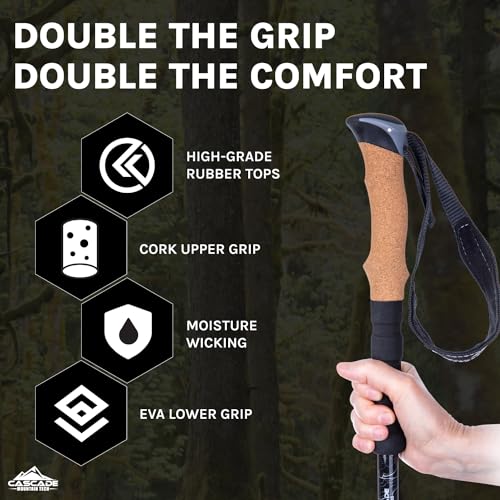 DOUBLE THE GRIP
DOUBLE THE COMFORT
HIGH-GRADE
RUBBER TOPS
CORK UPPER GRIP
MOISTURE
WICKING
EVA LOWER GRIP
CASCADE
MOUNTAIN TECH
CASCADE